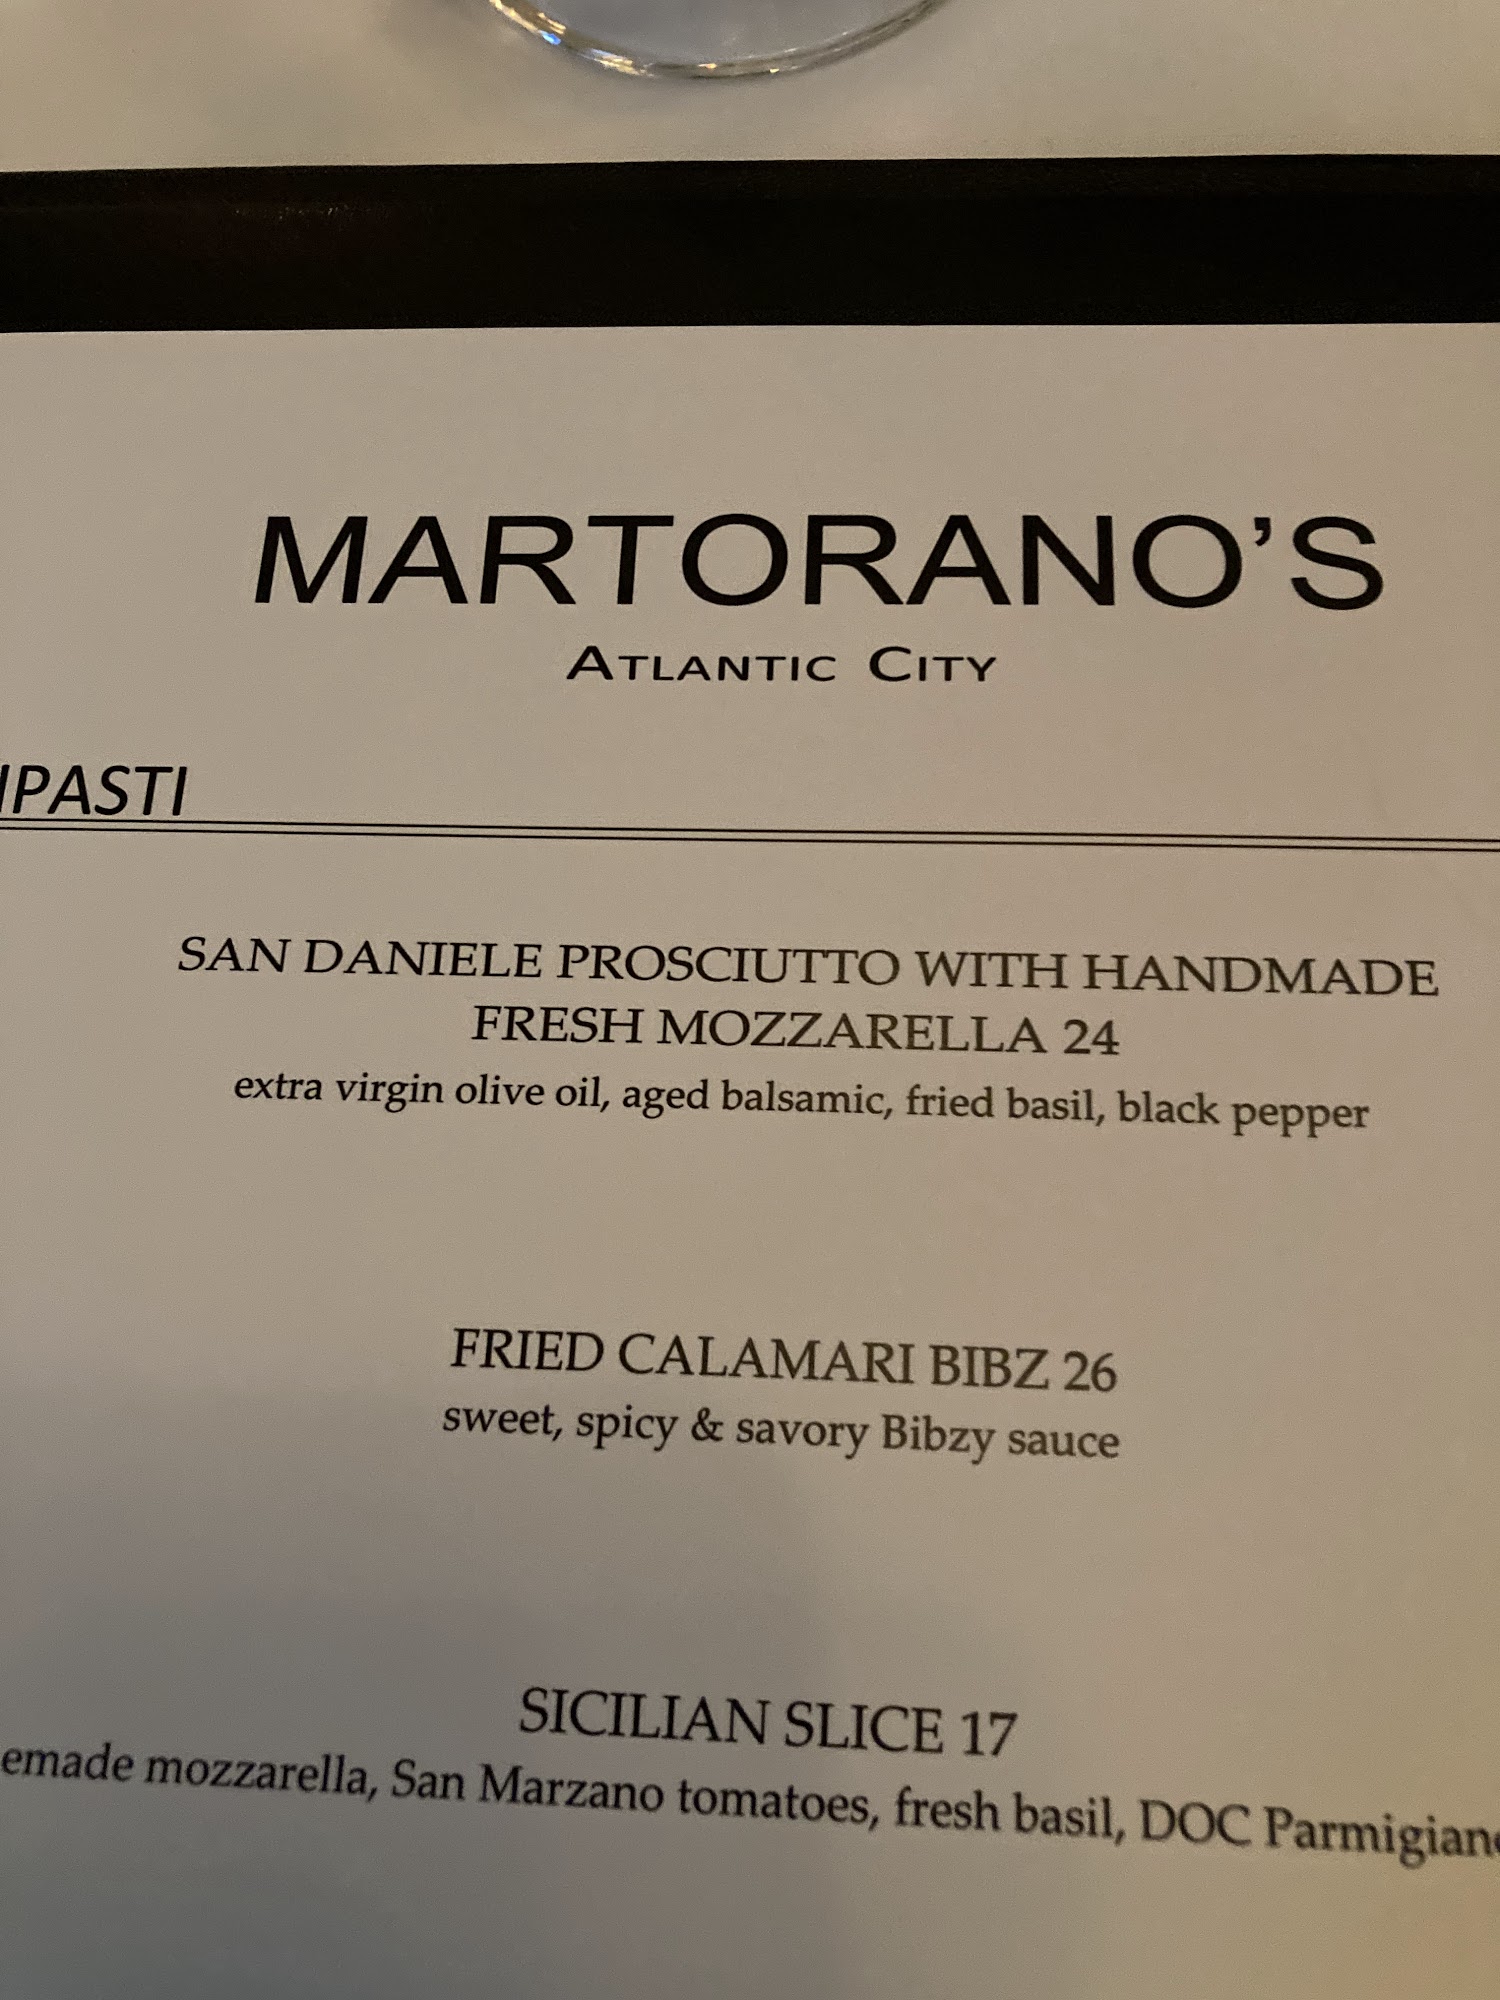 MARTORANO'S
ATLANTIC CITY
IPASTI
SAN DANIELE PROSCIUTTO WITH HANDMADE
FRESH MOZZARELLA 24
extra virgin olive oil, aged balsamic, fried basil, black pepper
FRIED CALAMARI BIBZ 26
sweet, spicy & savory Bibzy sauce
SICILIAN SLICE 17
emade mozzarella, San Marzano tomatoes, fresh basil, DOC Parmigiano